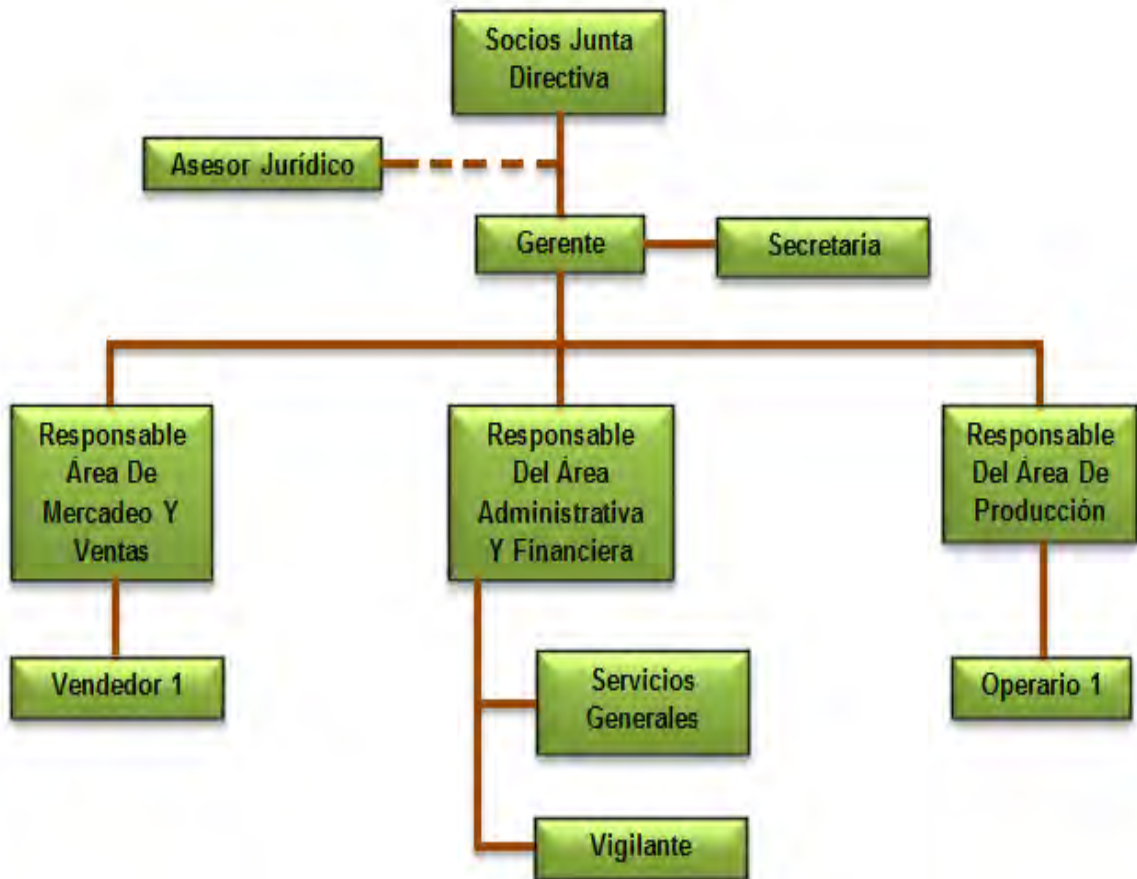 Socios Junta
Directiva
Asesor Jurídico
Gerente
Secretaria
Responsable
Área De
Mercadeo Y
Ventas
Responsable
Del Área
Administrativa
Y Financiera
Responsable
Del Área De
Producción
Vendedor 1
Servicios
Generales
Operario 1
Vigilante